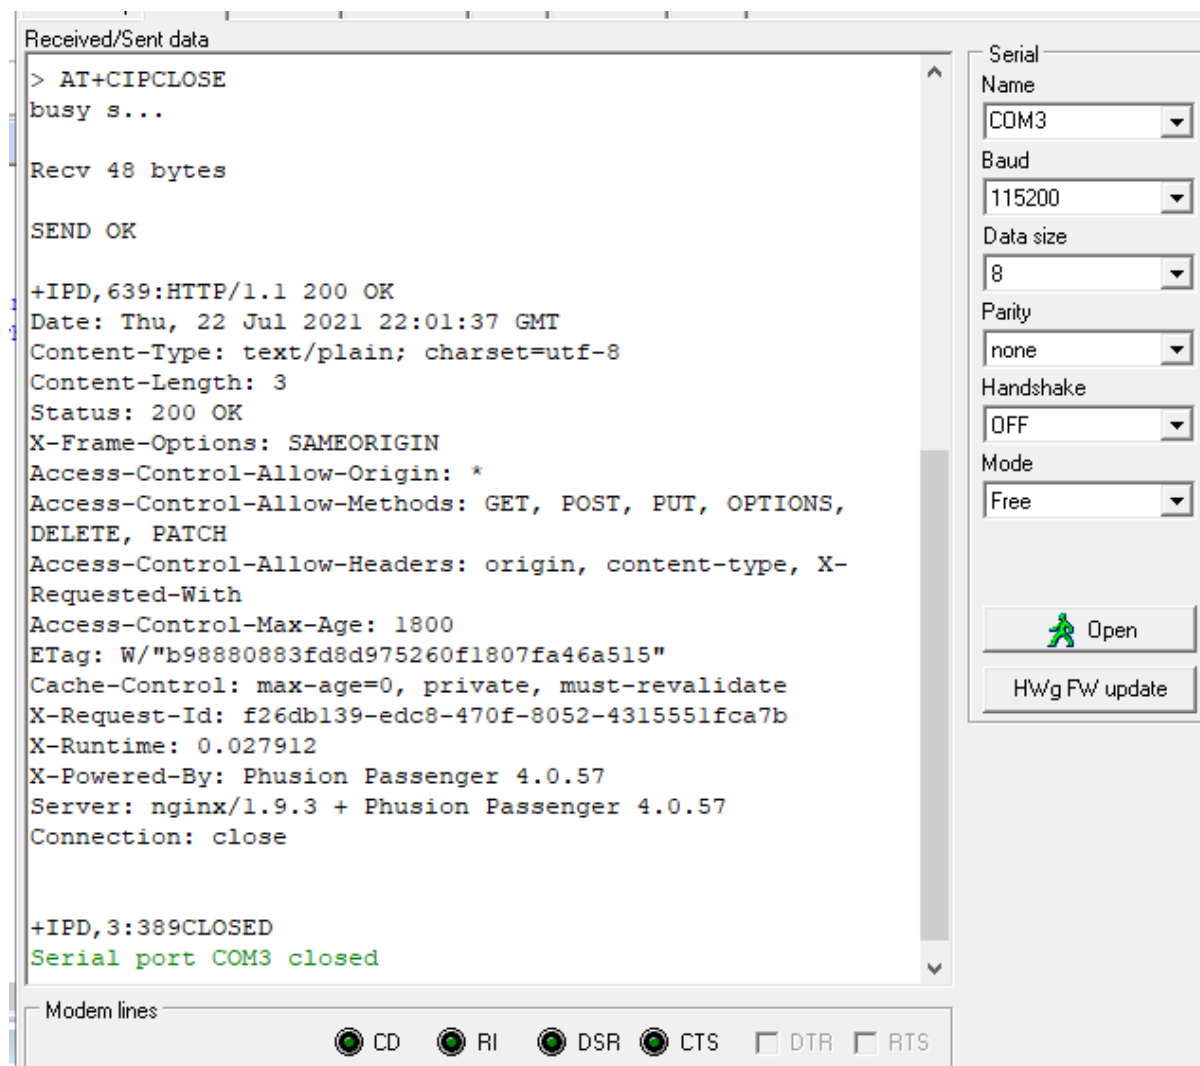 Received/Sent data
> AT+CIPCLOSE
busy s...
Recv 48 bytes
SEND OK
+IPD,639:HTTP/1.1 200 OK
Date: Thu, 22 Jul 2021 22:01:37 GMT
Content-Type: text/plain; charset=utf-8
Content-Length: 3
Status: 200 OK
X-Frame-Options: SAMEORIGIN
Access-Control-Allow-Origin: *
Access-Control-Allow-Methods: GET, POST, PUT, OPTIONS,
DELETE, PATCH
Access-Control-Allow-Headers: origin, content-type, X-
Requested-With
Access-Control-Max-Age: 1800
ETag: W/"b98880883fd8d975260f1807fa46a515"
Cache-Control: max-age=0, private, must-revalidate
X-Request-Id: f26db139-edc8-470f-8052-4315551fca7b
X-Runtime: 0.027912
X-Powered-By: Phusion Passenger 4.0.57
Server: nginx/1.9.3 + Phusion Passenger 4.0.57
Connection: close
+IPD,3:389CLOSED
Serial port COM3 closed
Serial
Name
COM3
Baud
115200
Data size
8
Parity
none
Handshake
OFF
Mode
Free
Open
HWg FW update
Modem lines
CD RI DSR CTS DTR RTS